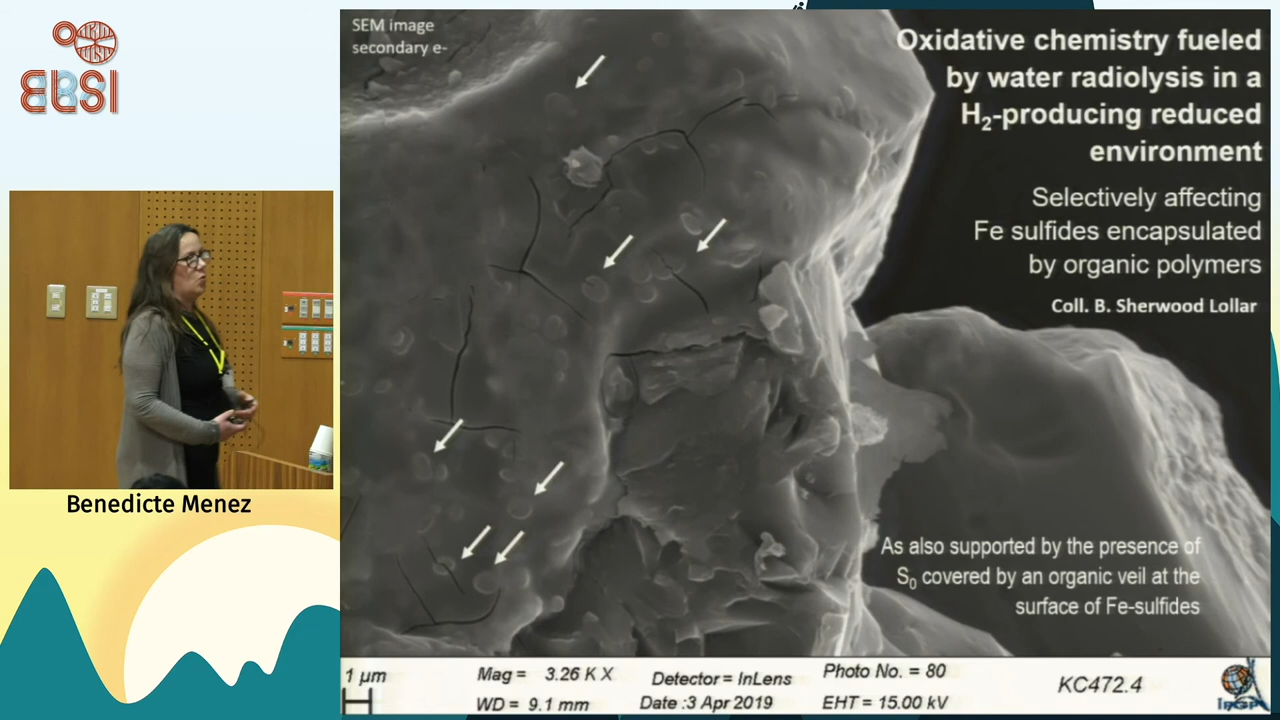 ELSI
SEM image
secondary e-
Oxidative chemistry fueled
by water radiolysis in a
H₂-producing reduced
environment
Selectively affecting
Fe sulfides encapsulated
by organic polymers
Coll. B. Sherwood Lollar
As also supported by the presence of
S₀ covered by an organic veil at the
surface of Fe-sulfides
Benedicte Menez
1 µm
Mag = 3.26 K X
WD = 9.1 mm
Detector = InLens
Date :3 Apr 2019
Photo No. = 80
EHT = 15.00 kV
KC472.4
IPGP